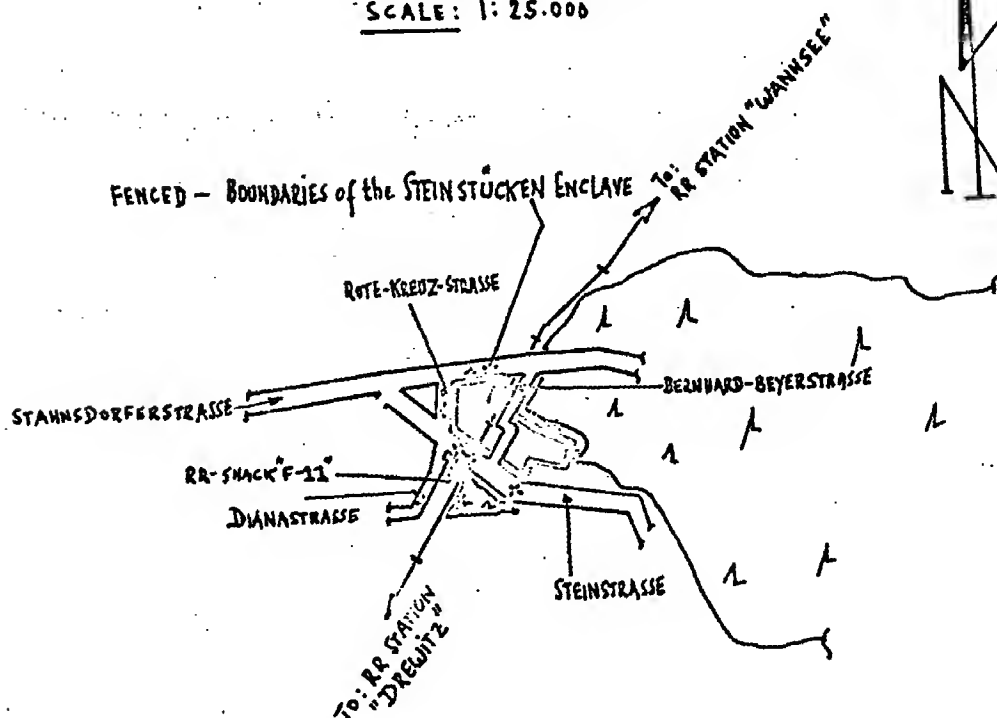 SCALE: 1:25.000
TO:
RR STATION "WANNSEE"
FENCED - BOUNDARIES of the STEINSTÜCKEN ENCLAVE
ROTE-KREUZ-STRASSE
BERNHARD-BEYERSTRASSE
STAHNSDORFERSTRASSE
RR-SHACK "F-11"
DIANASTRASSE
STEINSTRASSE
TO: RR STATION
"DREWITZ"
N